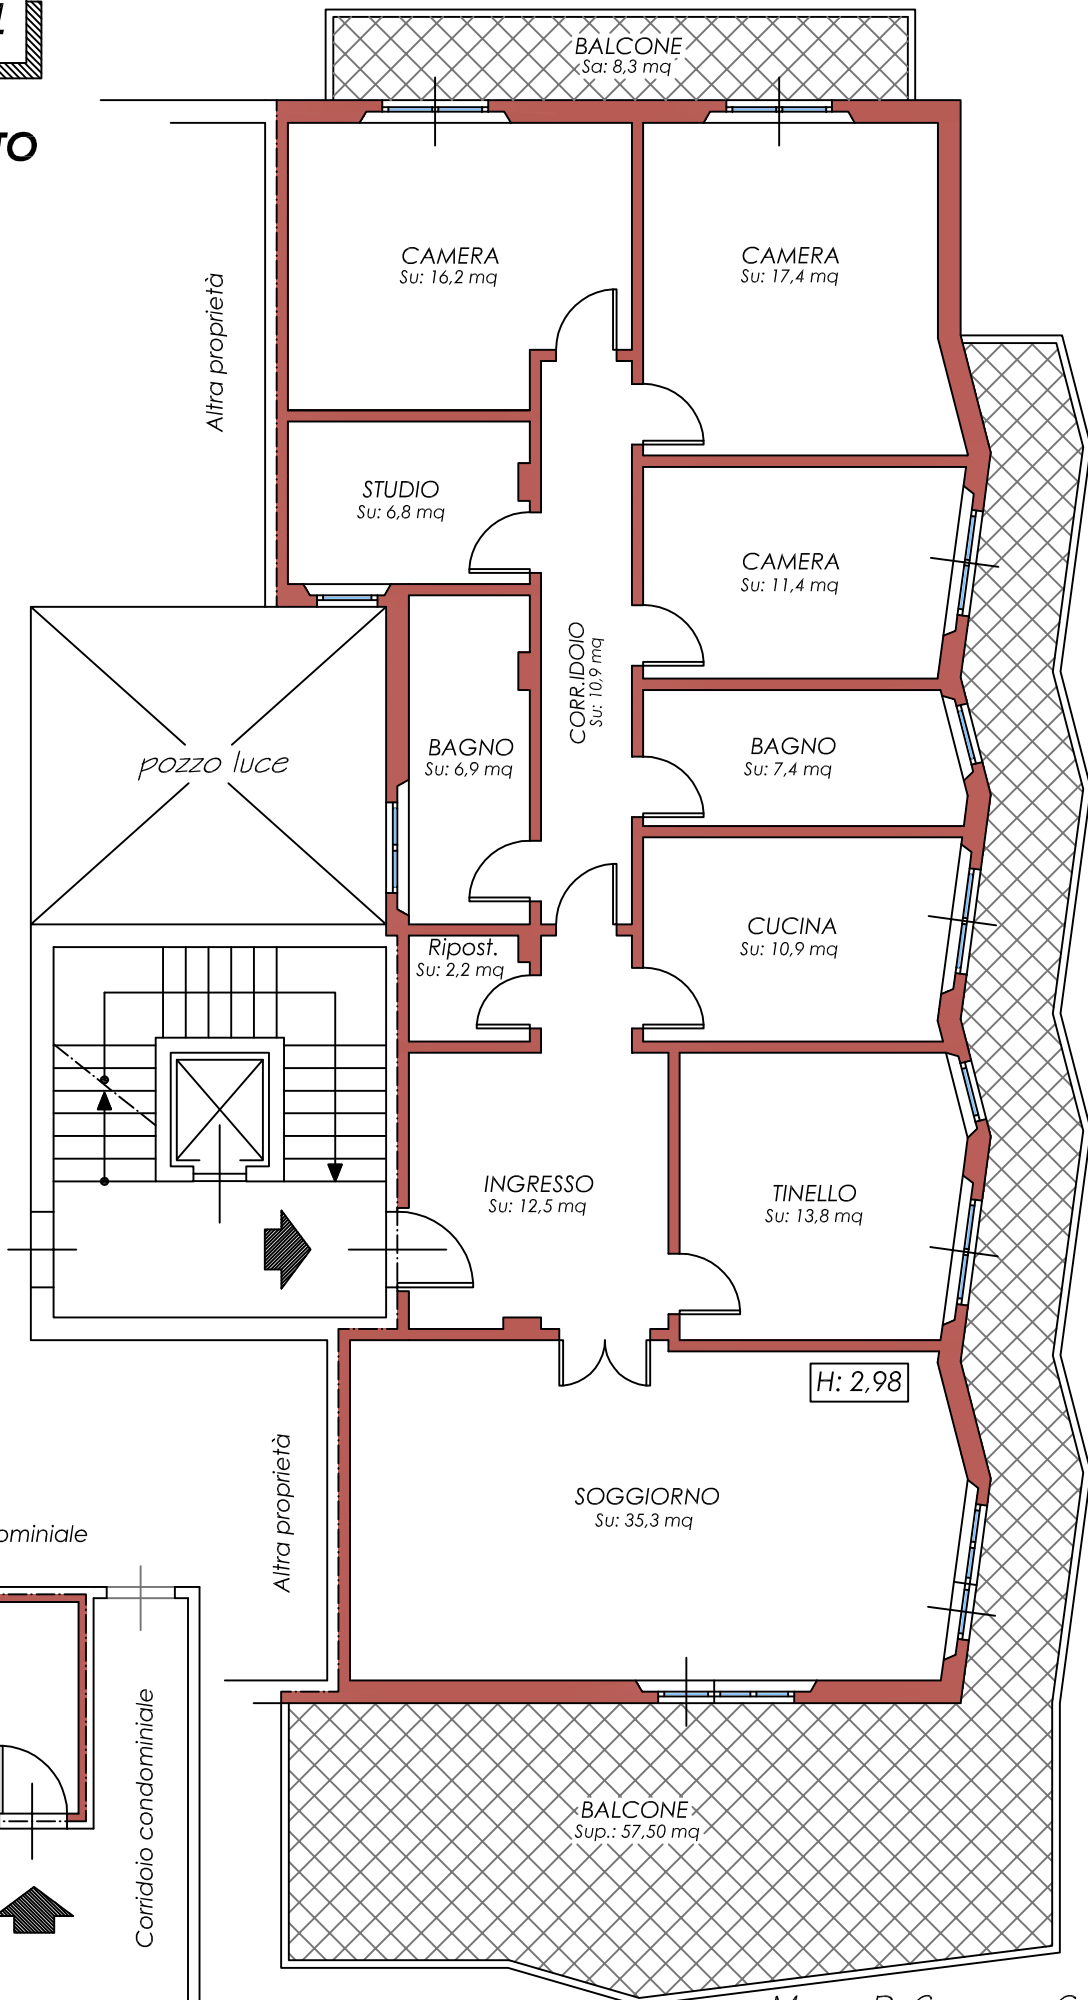 BALCONE
Sa: 8,3 mq
TO
CAMERA
Su: 16,2 mq
CAMERA
Su: 17,4 mq
Altra proprietà
STUDIO
Su: 6,8 mq
CAMERA
Su: 11,4 mq
CORR.IDOIO
Su: 10,9 mq
pozzo luce
BAGNO
Su: 6,9 mq
BAGNO
Su: 7,4 mq
Ripost.
Su: 2,2 mq
CUCINA
Su: 10,9 mq
INGRESSO
Su: 12,5 mq
TINELLO
Su: 13,8 mq
H: 2,98
Altra proprietà
SOGGIORNO
Su: 35,3 mq
ominiale
Corridoio condominiale
BALCONE
Sup.: 57,50 mq